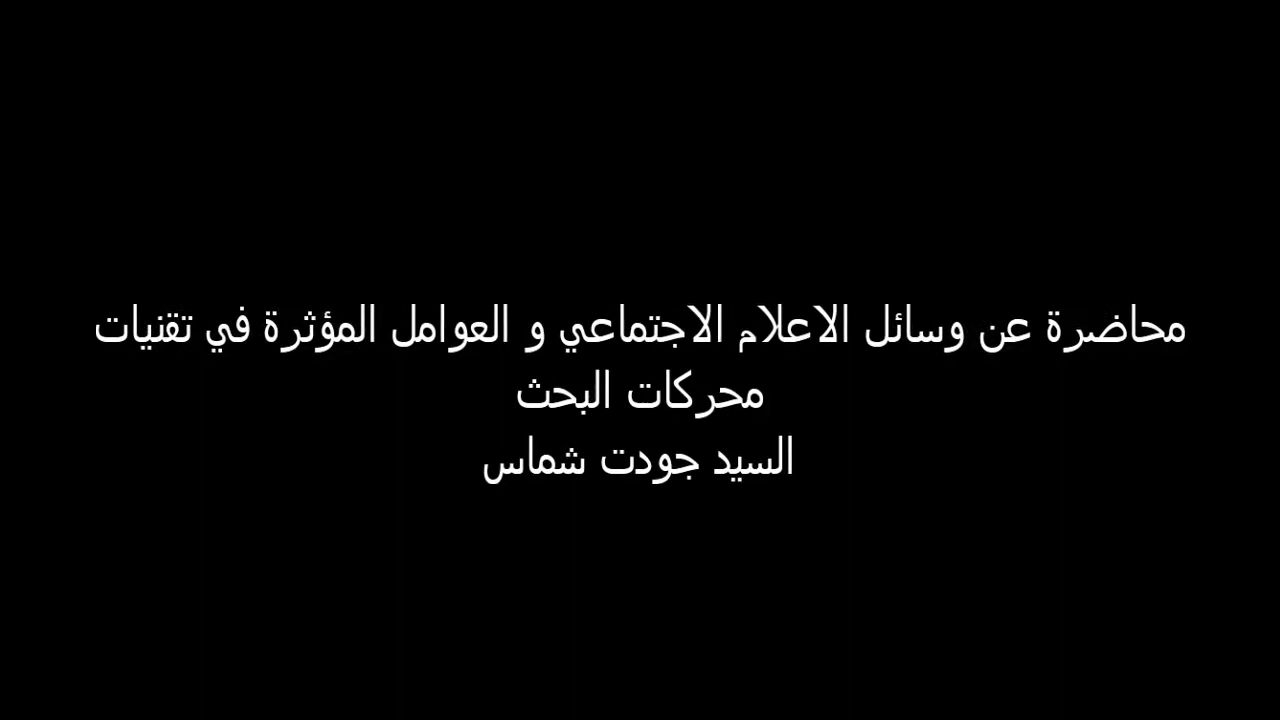 محاضرة عن وسائل الاعلام الاجتماعي و العوامل المؤثرة في تقنيات
محركات البحث
السيد جودت شماس